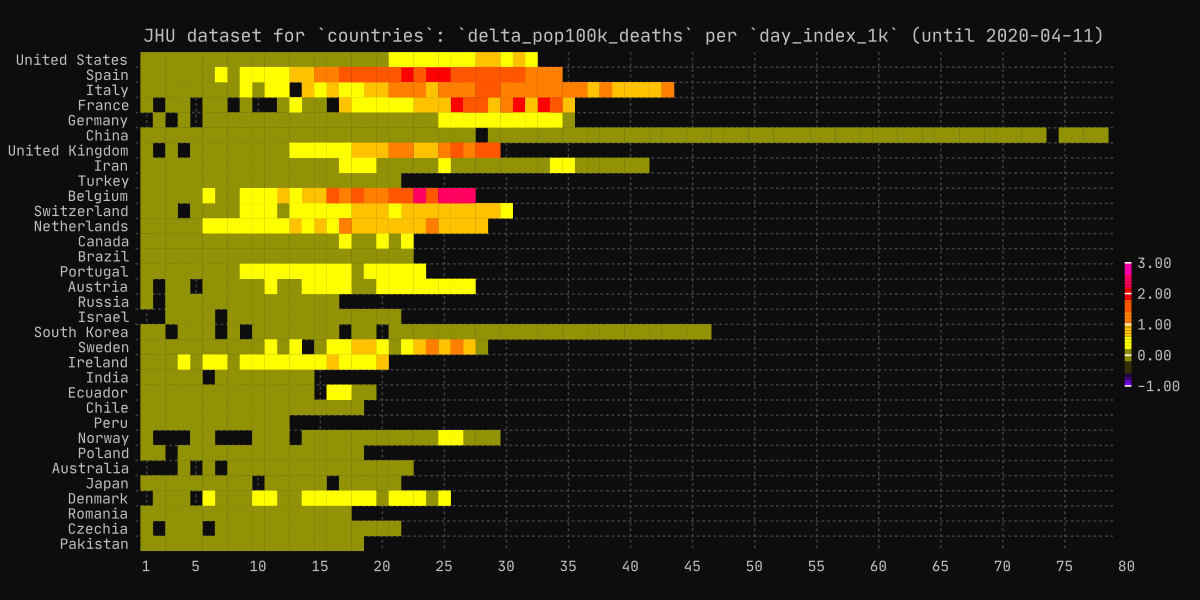 JHU dataset for `countries`: `delta_pop100k_deaths` per `day_index_1k` (until 2020-04-11)
United States
Spain
Italy
France
Germany
China
United Kingdom
Iran
Turkey
Belgium
Switzerland
Netherlands
Canada
Brazil
Portugal
Austria
Russia
Israel
South Korea
Sweden
Ireland
India
Ecuador
Chile
Peru
Norway
Poland
Australia
Japan
Denmark
Romania
Czechia
Pakistan
3.00
2.00
1.00
0.00
-1.00
1 5 10 15 20 25 30 35 40 45 50 55 60 65 70 75 80